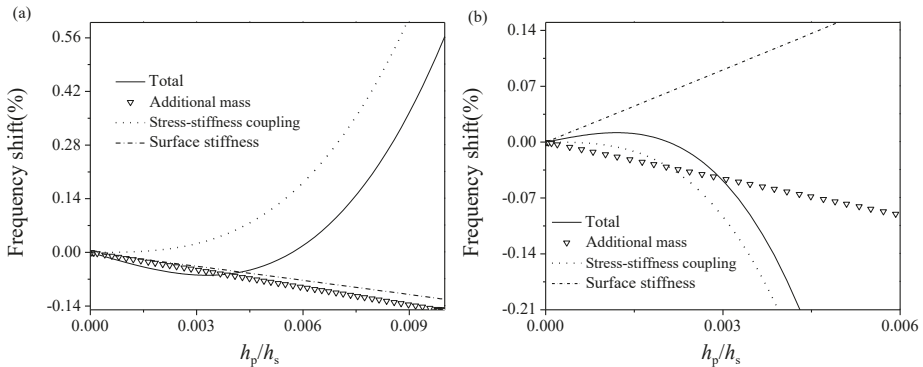 (a)
0.56
0.42
0.28
0.14
0.00
-0.14
Frequency shift(%)
Total
Additional mass
Stress-stiffness coupling
Surface stiffness
0.000
0.003
0.006
0.009
hp/hs
(b)
0.14
0.07
0.00
-0.07
-0.14
-0.21
Frequency shift(%)
Total
Additional mass
Stress-stiffness coupling
Surface stiffness
0.000
0.003
0.006
hp/hs